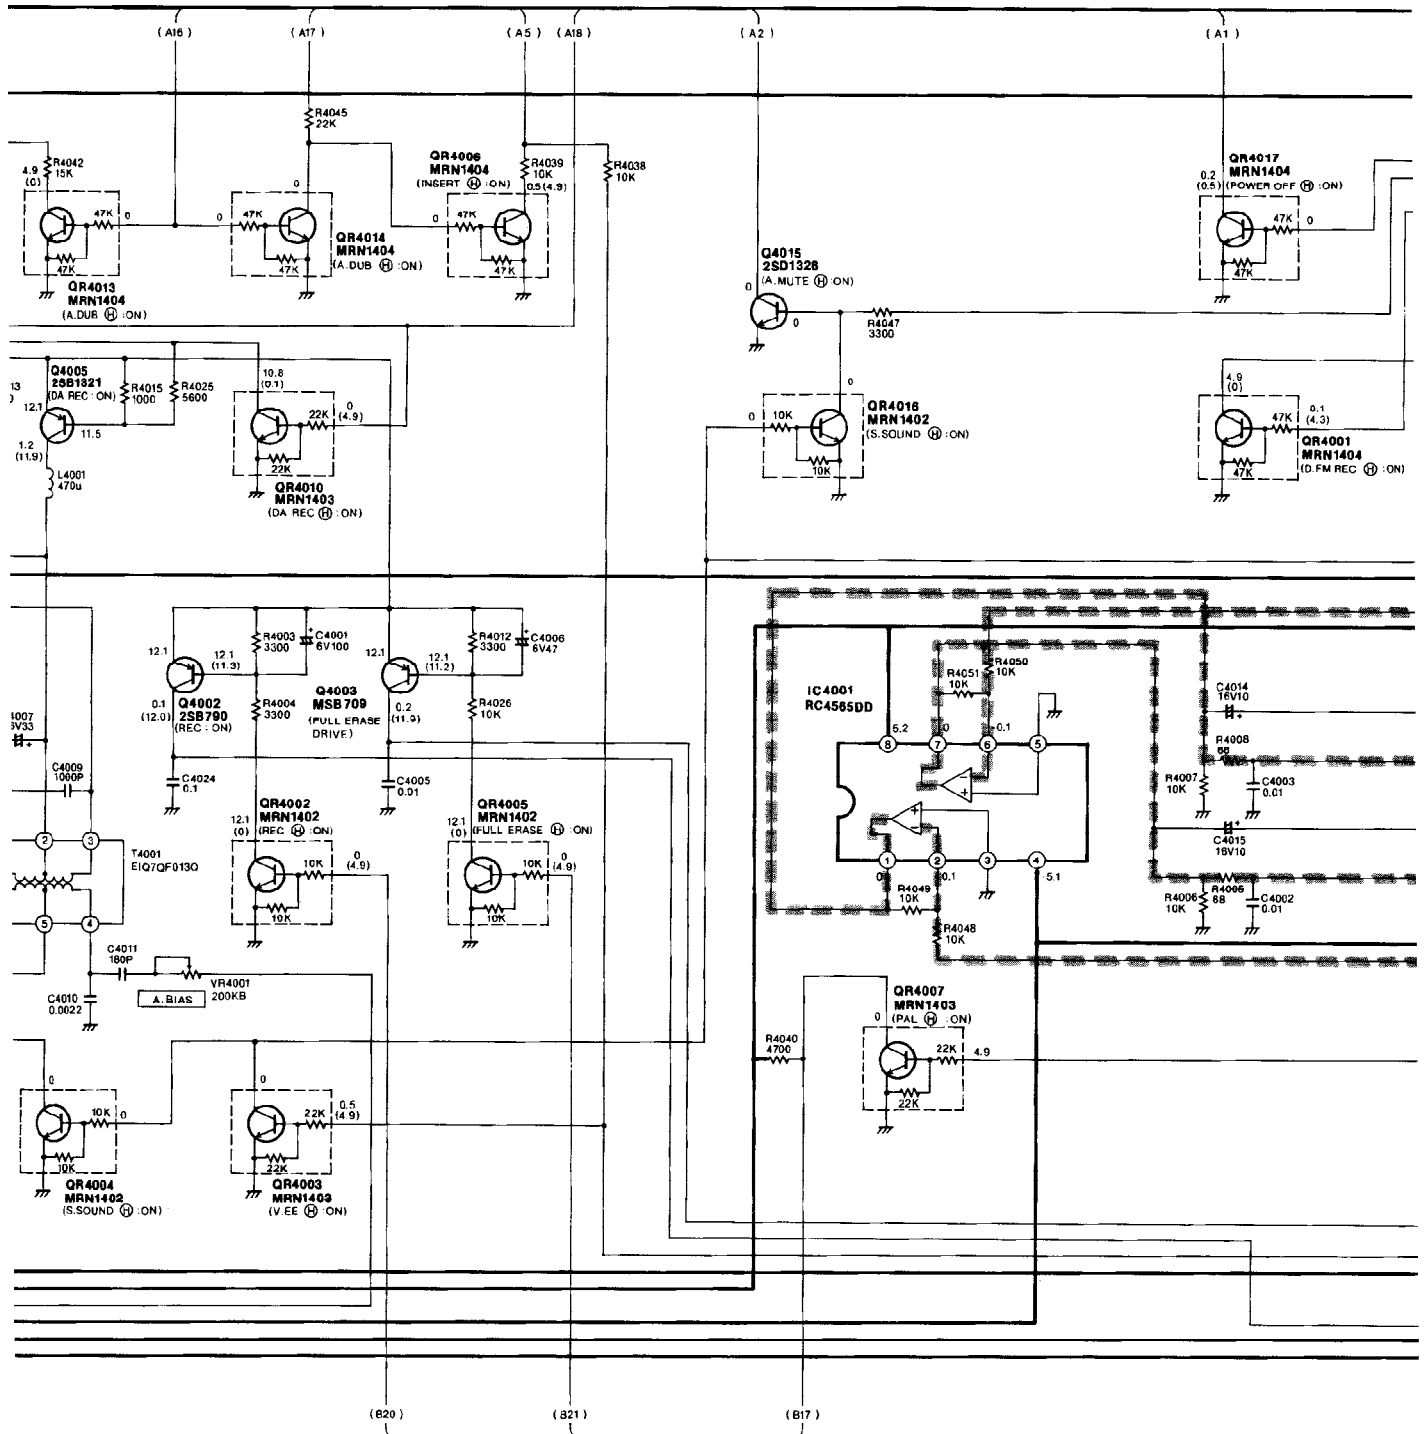 (A16) (A17) (A5) (A18) (A2) (A1)
R4045
22K
R4042
15K
4.9
(0)
47K
0
47K
QR4013
MRN1404
(A.DUB Ⓗ :ON)
0
47K
0
47K
QR4014
MRN1404
(A.DUB Ⓗ :ON)
QR4006
MRN1404
(INSERT Ⓗ :ON)
R4039
10K
0.5(4.9)
0
47K
47K
R4038
10K
Q4015
2SD1328
(A.MUTE Ⓗ :ON)
0
0
R4047
3300
QR4017
MRN1404
(POWER OFF Ⓗ :ON)
0.2
(0.5)
47K
0
47K
Q4005
2SB1321
(DA REC :ON)
12.1
11.5
1.2
(11.9)
R4015
1000
R4025
5600
L4001
470u
10.8
(0.1)
22K
0
(4.9)
22K
QR4010
MRN1403
(DA REC Ⓗ :ON)
0
0
10K
10K
QR4016
MRN1402
(S.SOUND Ⓗ :ON)
4.9
(0)
47K
0.1
(4.3)
47K
QR4001
MRN1404
(D.FM REC Ⓗ :ON)
12.1
12.1
(11.3)
R4003
3300
C4001
6V100
0.1
(12.0)
Q4002
2SB790
(REC :ON)
R4004
3300
Q4003
MSB709
(FULL ERASE
DRIVE)
12.1
12.1
(11.2)
R4012
3300
C4006
6V47
0.2
(11.9)
R4026
10K
C4009
1000P
C4024
0.1
C4005
0.01
2 3
T4001
EIQ7QF013Q
5 4
QR4002
MRN1402
(REC Ⓗ :ON)
12.1
(0)
10K
0
(4.9)
10K
QR4005
MRN1402
(FULL ERASE Ⓗ :ON)
12.1
(0)
10K
0
(4.9)
10K
C4011
180P
VR4001
200KB
A.BIAS
C4010
0.0022
IC4001
RC4565DD
R4051
10K
R4050
10K
5.2
0
-0.1
8 7 6 5
1 2 3 4
0
0.1
-5.1
R4049
10K
R4048
10K
C4014
16V10
R4008
68
R4007
10K
C4003
0.01
C4015
16V10
R4006
10K
68
C4002
0.01
QR4007
MRN1403
(PAL Ⓗ :ON)
0
22K
4.9
22K
R4040
4700
0
10K
0
10K
QR4004
MRN1402
(S.SOUND Ⓗ :ON)
0
22K
0.5
(4.9)
22K
QR4003
MRN1403
(V.EE Ⓗ :ON)
(B20) (B21) (B17)